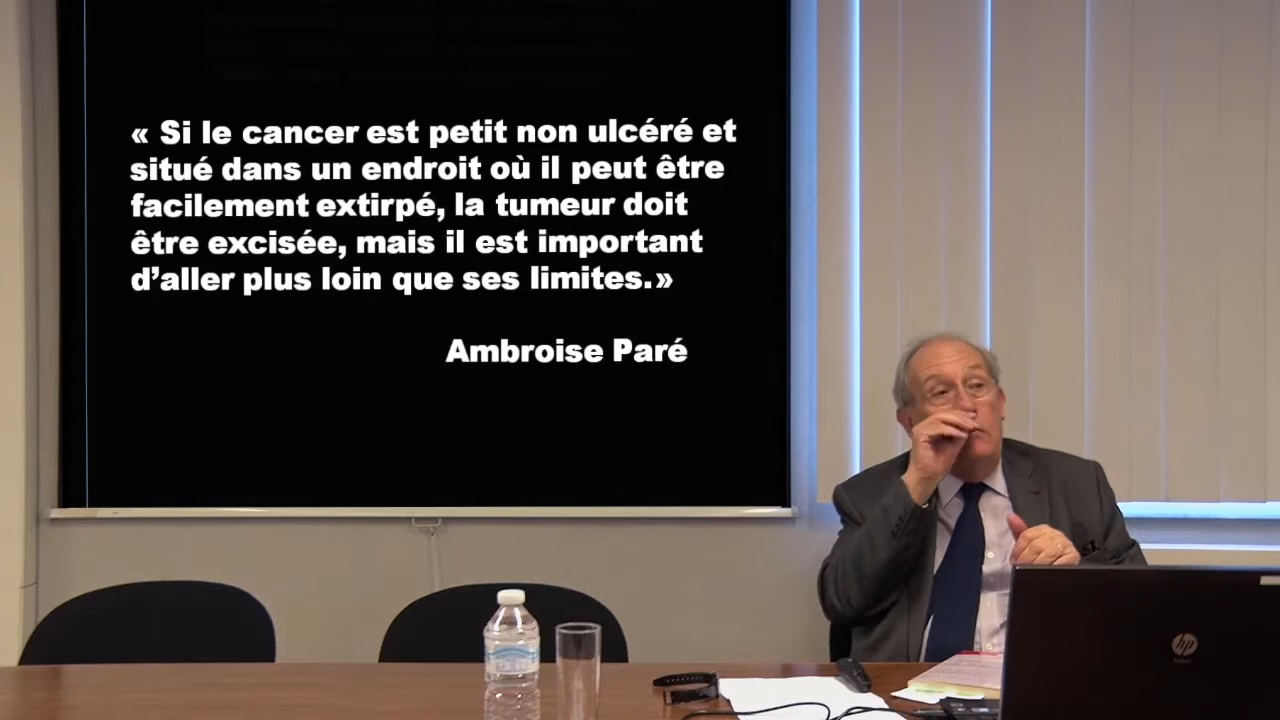 « Si le cancer est petit non ulcéré et
situé dans un endroit où il peut être
facilement extirpé, la tumeur doit
être excisée, mais il est important
d’aller plus loin que ses limites.»
Ambroise Paré
hp